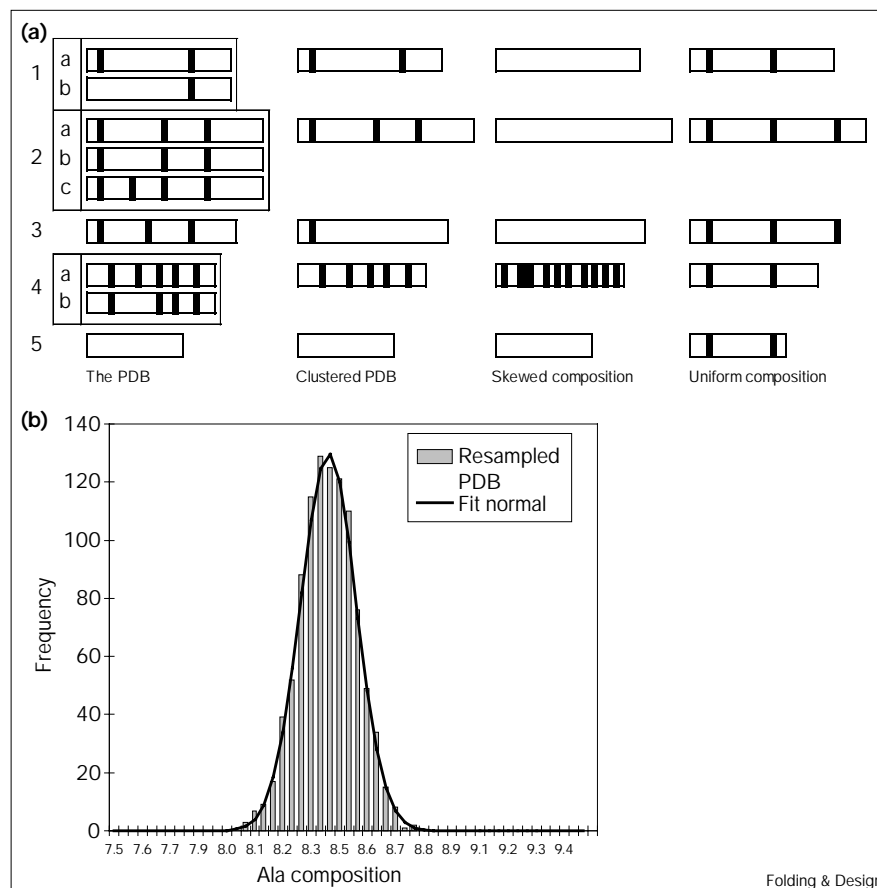 (a)
1
a
b
2
a
b
c
3
4
a
b
5
The PDB
Clustered PDB
Skewed composition
Uniform composition
(b)
140
120
100
80
60
40
20
0
Frequency
Resampled
PDB
Fit normal
7.5 7.6 7.7 7.9 8.0 8.1 8.2 8.3 8.4 8.5 8.6 8.7 8.8 8.9 9.1 9.2 9.3 9.4
Ala composition
Folding & Design